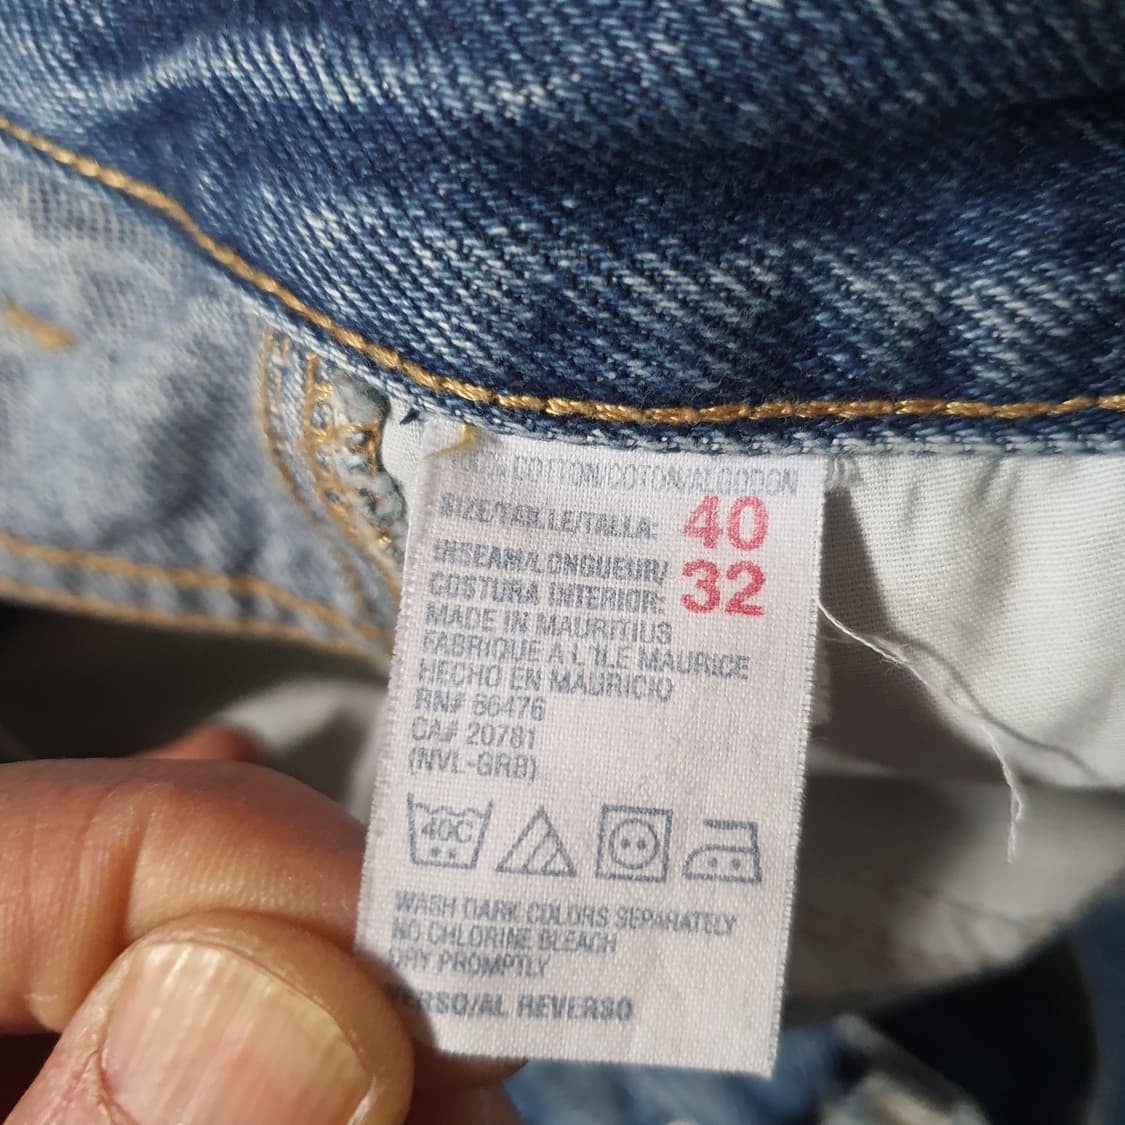 COTTON/COTON/ALGODON
SIZE/TAILLE/TALLA: 40
INSEAM/LONGUEUR/
COSTURA INTERIOR: 32
MADE IN MAURITIUS
FABRIQUE A L'ILE MAURICE
HECHO EN MAURICIO
RN# 66476
CA# 20781
(NVL-GRB)
40C
WASH DARK COLORS SEPARATELY
NO CHLORINE BLEACH
DRY PROMPTLY
ERSO/AL REVERSO